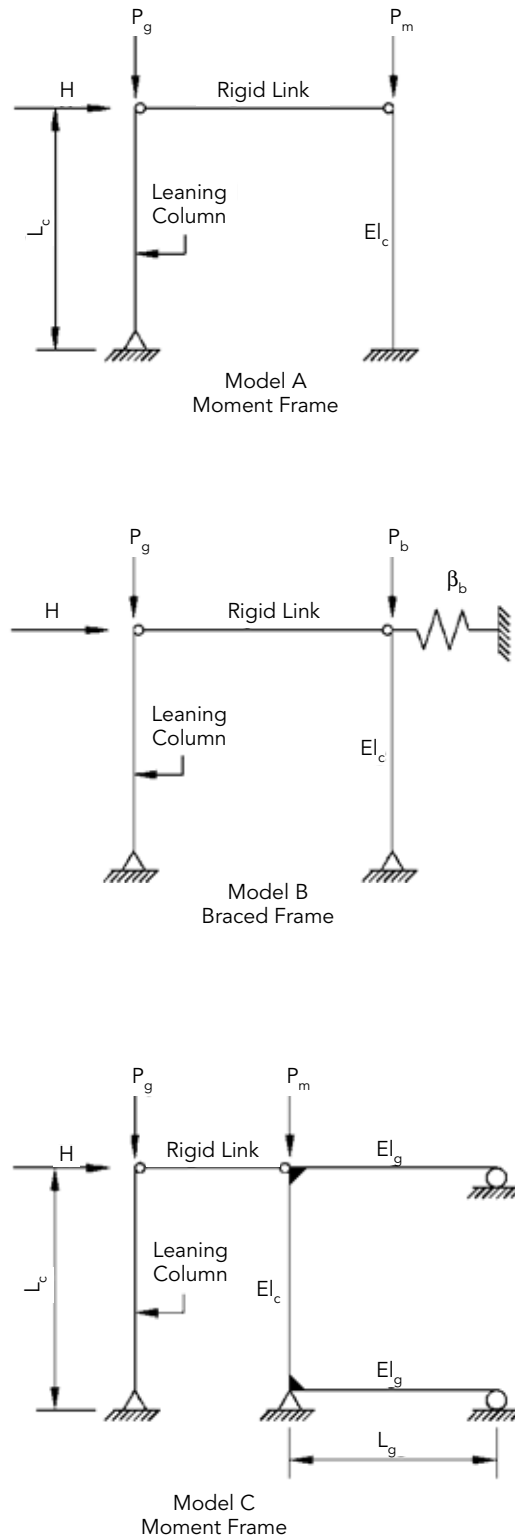 P_g
P_m
H
Rigid Link
L_c
Leaning
Column
EI_c
Model A
Moment Frame
P_g
P_b
β_b
H
Rigid Link
Leaning
Column
EI_c
Model B
Braced Frame
P_g
P_m
H
Rigid Link
EI_g
L_c
Leaning
Column
EI_c
EI_g
L_g
Model C
Moment Frame